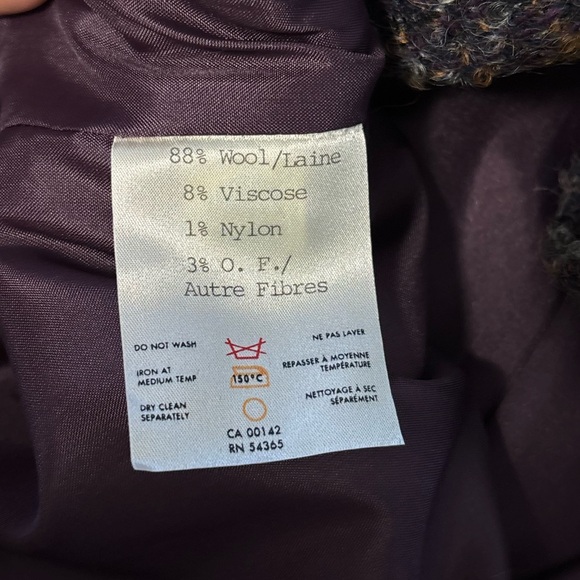 88% Wool/Laine
8% Viscose
1% Nylon
3% O. F./
Autre Fibres
DO NOT WASH
NE PAS LAVER
IRON AT
MEDIUM TEMP
150°C
REPASSER À MOYENNE
TEMPÉRATURE
DRY CLEAN
SEPARATELY
NETTOYAGE À SEC
SÉPARÉMENT
CA 00142
RN 54365